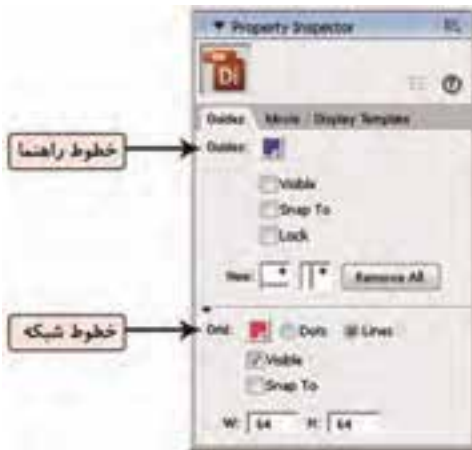 Property Inspector
Di
Guides Movie Display Template
خطوط راهنما
Guides:
Visible
Snap To
Lock
New: Remove All
خطوط شبکه
Grid: Dots Lines
Visible
Snap To
W: 64 H: 64